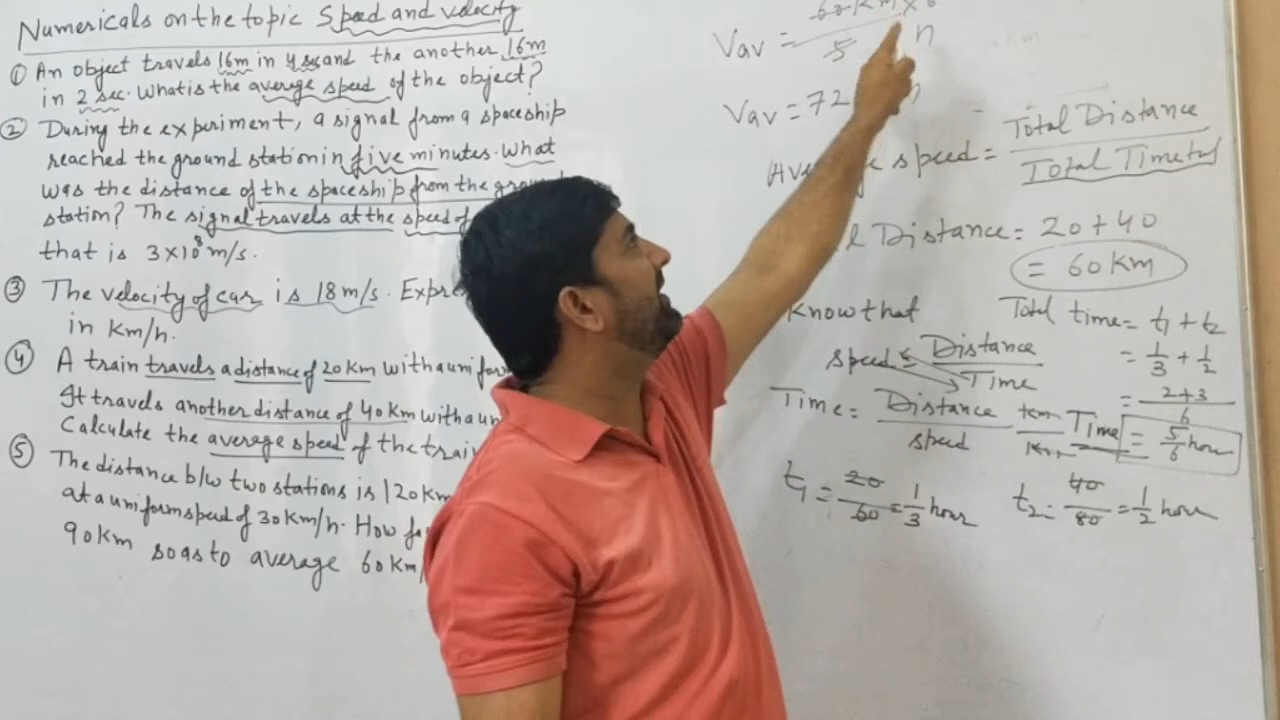 Numericals on the topic Speed and velocity
① An object travels 16m in 4 sec and the another 16m
in 2 sec. What is the average speed of the object?
② During the experiment, a signal from a spaceship
reached the ground station in five minutes. What
was the distance of the spaceship from the
station? The signal travels at the speed of
that is 3×10⁸ m/s.
③ The velocity of car is 18 m/s.
in Km/h.
④ A train travels a distance of 20 Km with a
It travels another distance of 40 Km with a
Calculate the average speed of the
⑤ The distance b/w two stations is 120 Km
at a uniform speed of 30 Km/h. How
90 Km so as to average 60 Km/
Vav = 60 Km × 6
5 h
Vav = 72
speed = Total Distance
Total Time
Distance = 20 + 40
= 60 Km
Know that
speed = Distance
Time
Time = Distance
speed
Km
Time
t₁ = 20/60 = 1/3 hour
Total time = t₁ + t₂
= 1/3 + 1/2
= 2+3
6
= 5/6 hour
t₂ = 40/80 = 1/2 hour